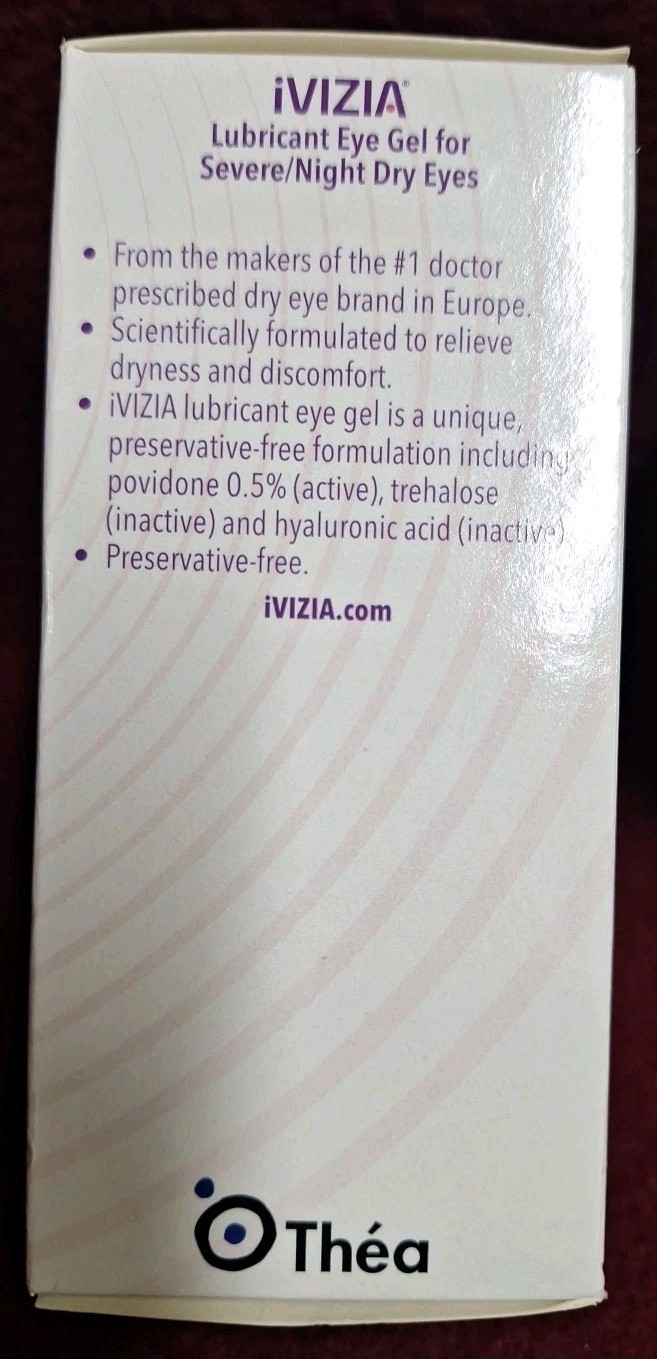 iVIZIA®
Lubricant Eye Gel for
Severe/Night Dry Eyes
• From the makers of the #1 doctor
prescribed dry eye brand in Europe.
• Scientifically formulated to relieve
dryness and discomfort.
• iVIZIA lubricant eye gel is a unique,
preservative-free formulation including
povidone 0.5% (active), trehalose
(inactive) and hyaluronic acid (inactive).
• Preservative-free.
iVIZIA.com
Théa